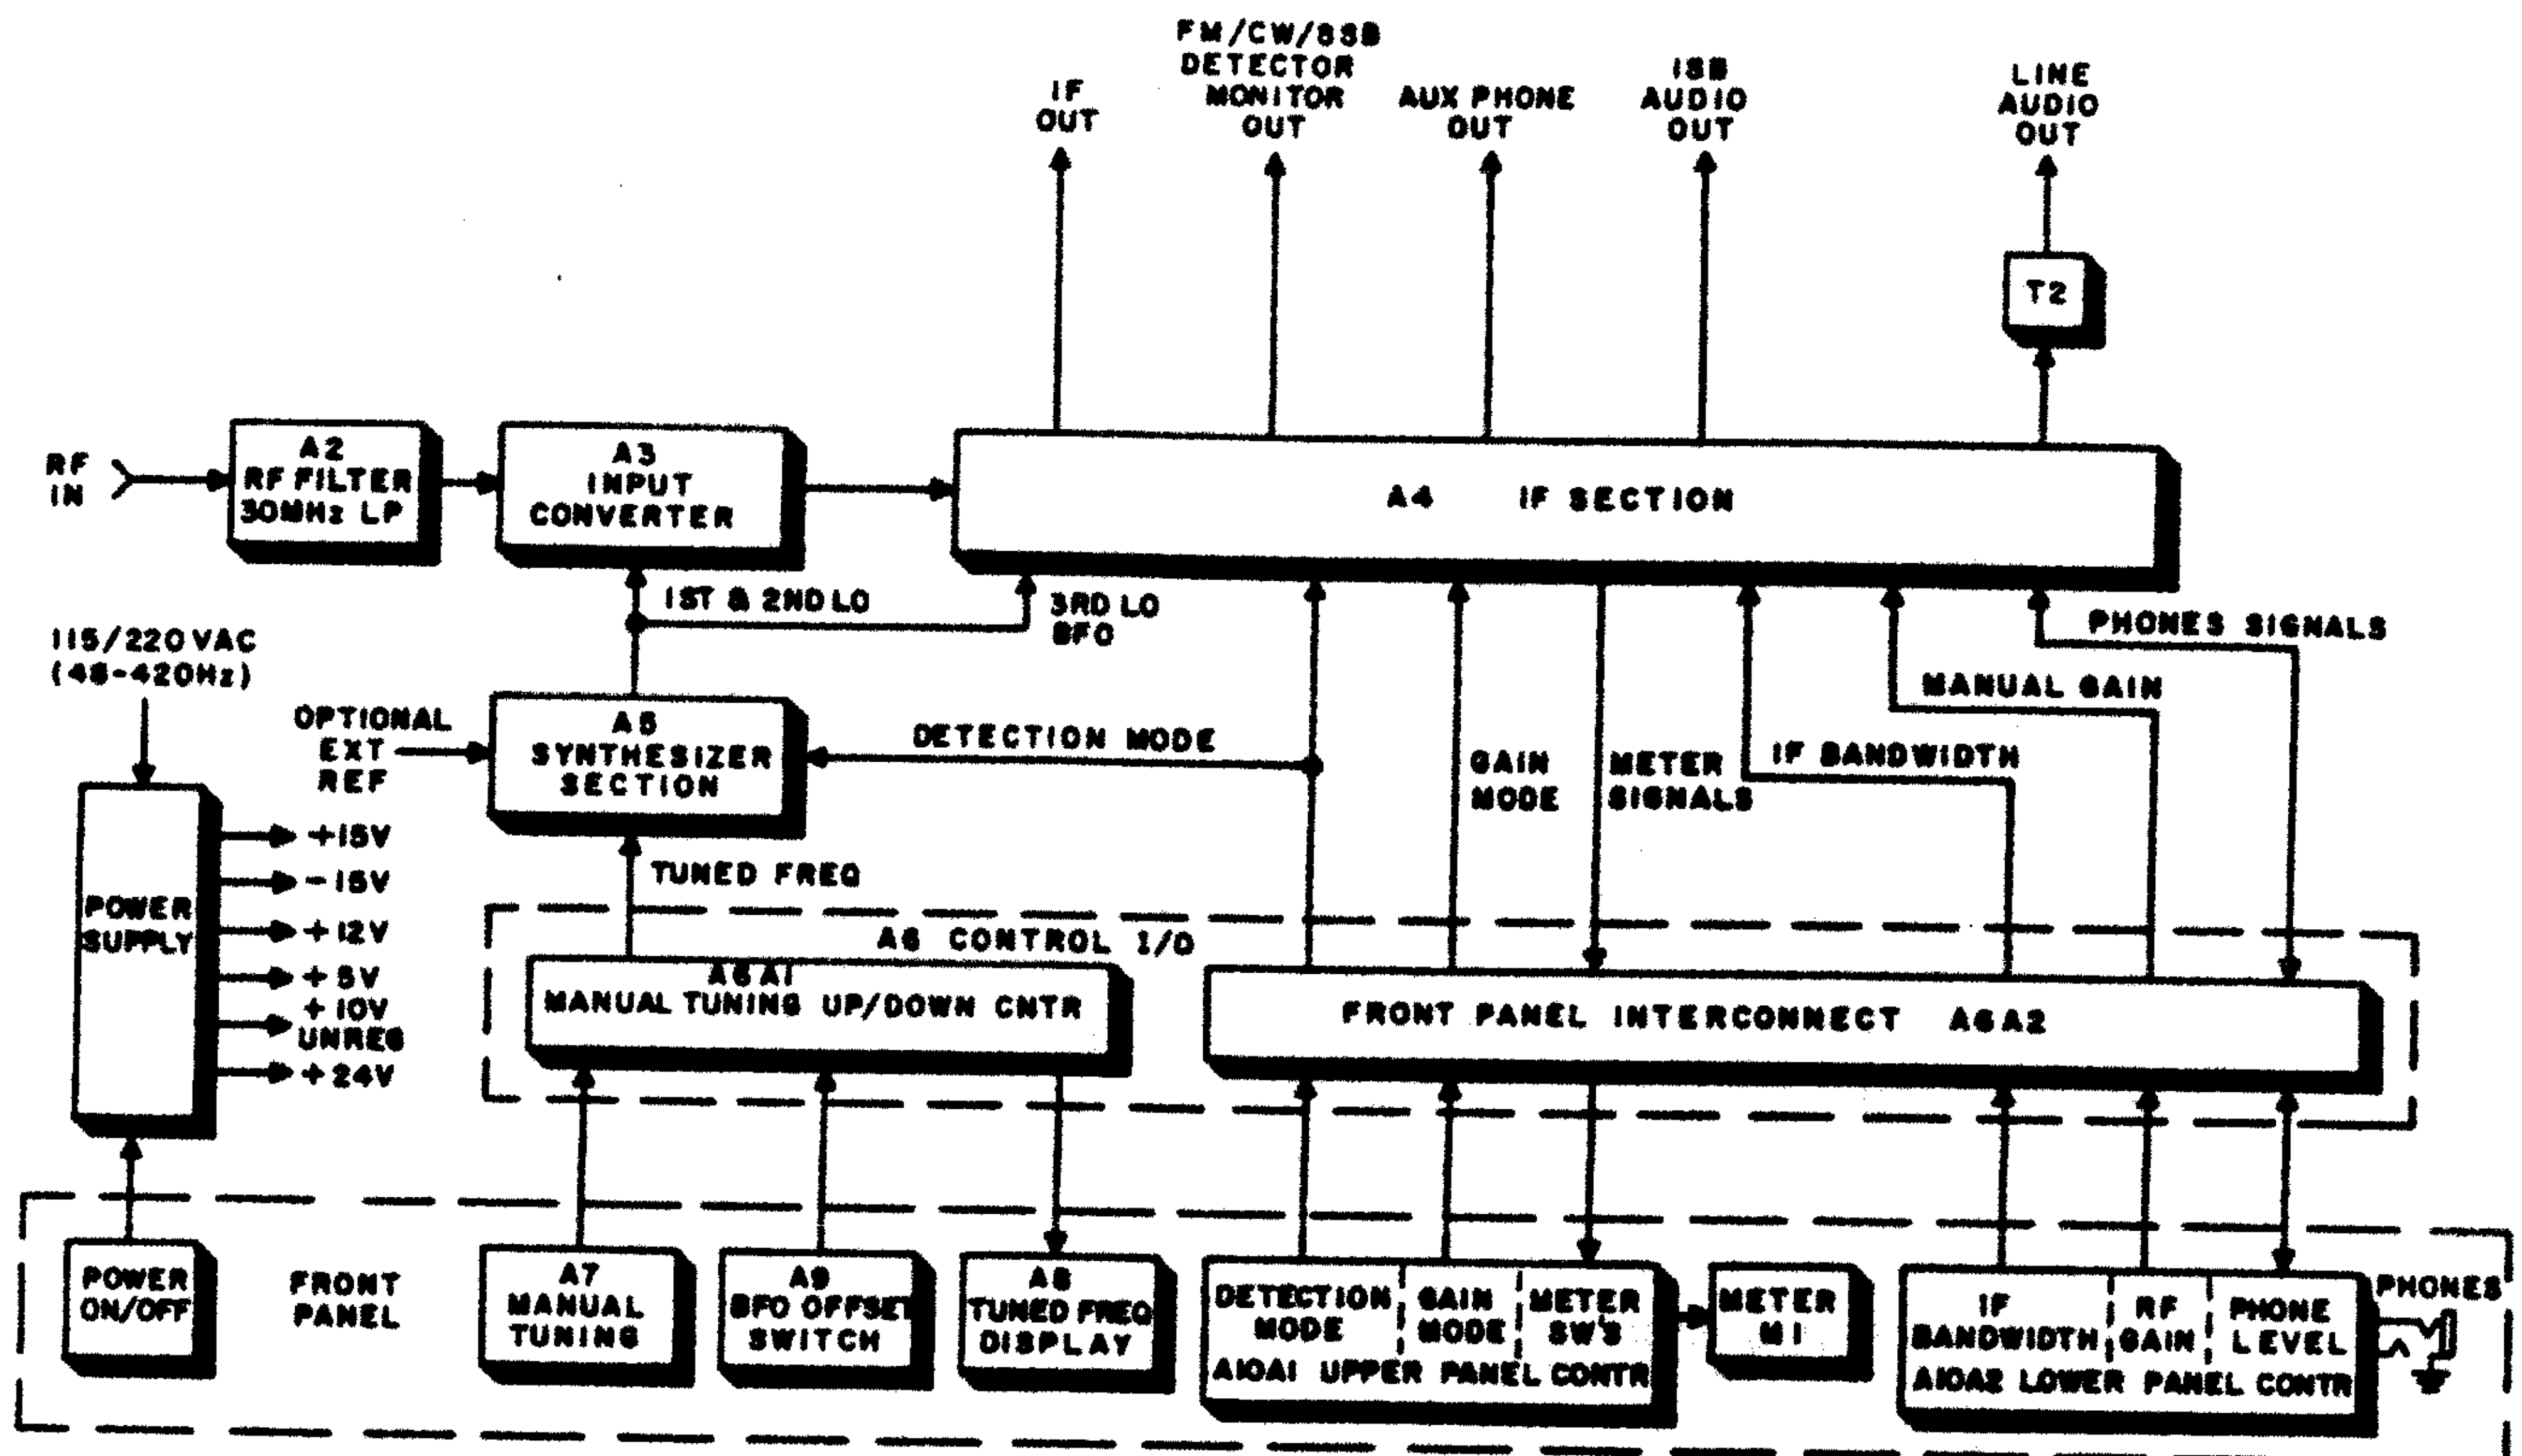 IF
OUT
FM/CW/SSB
DETECTOR
MONITOR
OUT
AUX PHONE
OUT
ISB
AUDIO
OUT
LINE
AUDIO
OUT
T2
RF
IN
A2
RF FILTER
30MHz LP
A3
INPUT
CONVERTER
A4 IF SECTION
1ST & 2ND LO
3RD LO
BFO
PHONES SIGNALS
115/220VAC
(48-420Hz)
OPTIONAL
EXT
REF
A5
SYNTHESIZER
SECTION
DETECTION MODE
GAIN
MODE
METER
SIGNALS
IF BANDWIDTH
MANUAL GAIN
POWER
SUPPLY
+15V
-15V
+12V
+5V
+10V
UNREG
+24V
TUNED FREQ
A6 CONTROL I/O
A6A1
MANUAL TUNING UP/DOWN CNTR
FRONT PANEL INTERCONNECT A6A2
POWER
ON/OFF
FRONT
PANEL
A7
MANUAL
TUNING
A9
BFO OFFSET
SWITCH
A8
TUNED FREQ
DISPLAY
DETECTION
MODE
GAIN
MODE
METER
SW'S
A10A1 UPPER PANEL CONTR
METER
M1
IF
BANDWIDTH
RF
GAIN
PHONE
LEVEL
A10A2 LOWER PANEL CONTR
PHONES